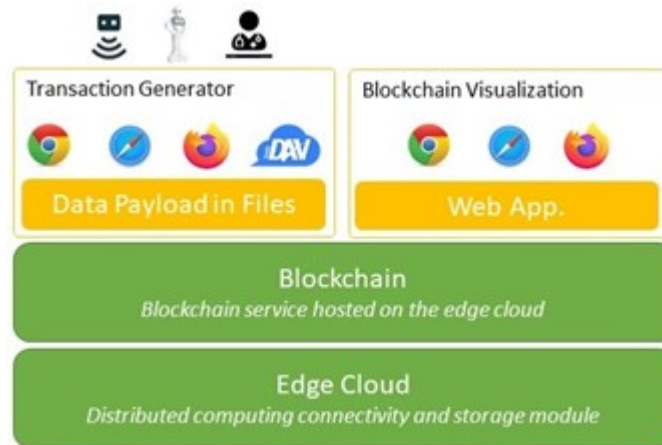 Transaction Generator
Blockchain Visualization
DAV
Data Payload in Files
Web App.
Blockchain
Blockchain service hosted on the edge cloud
Edge Cloud
Distributed computing connectivity and storage module